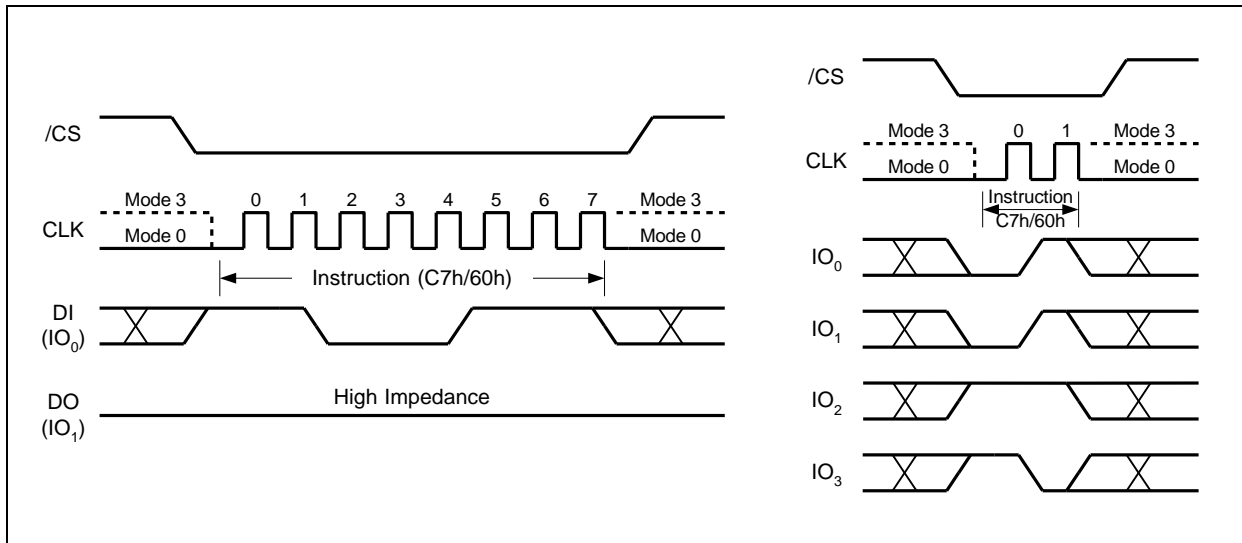 /CS
Mode 3 0 1 2 3 4 5 6 7 Mode 3
CLK
Mode 0 Mode 0
Instruction (C7h/60h)
DI
(IO0)
High Impedance
DO
(IO1)
/CS
Mode 3 0 1 Mode 3
CLK
Mode 0 Mode 0
Instruction
C7h/60h
IO0
IO1
IO2
IO3